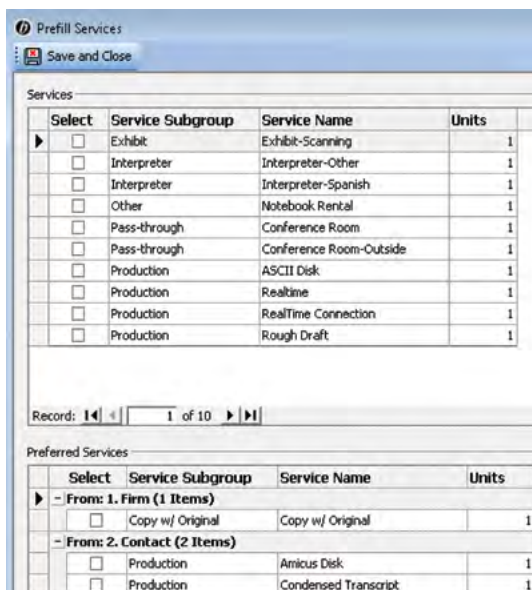 Prefill Services
Save and Close
Services
Select Service Subgroup Service Name Units
Exhibit Exhibit-Scanning 1
Interpreter Interpreter-Other 1
Interpreter Interpreter-Spanish 1
Other Notebook Rental 1
Pass-through Conference Room 1
Pass-through Conference Room-Outside 1
Production ASCII Disk 1
Production Realtime 1
Production RealTime Connection 1
Production Rough Draft 1
Record: 1 of 10
Preferred Services
Select Service Subgroup Service Name Units
From: 1. Firm (1 Items)
Copy w/ Original Copy w/ Original 1
From: 2. Contact (2 Items)
Production Amicus Disk 1
Production Condensed Transcript 1